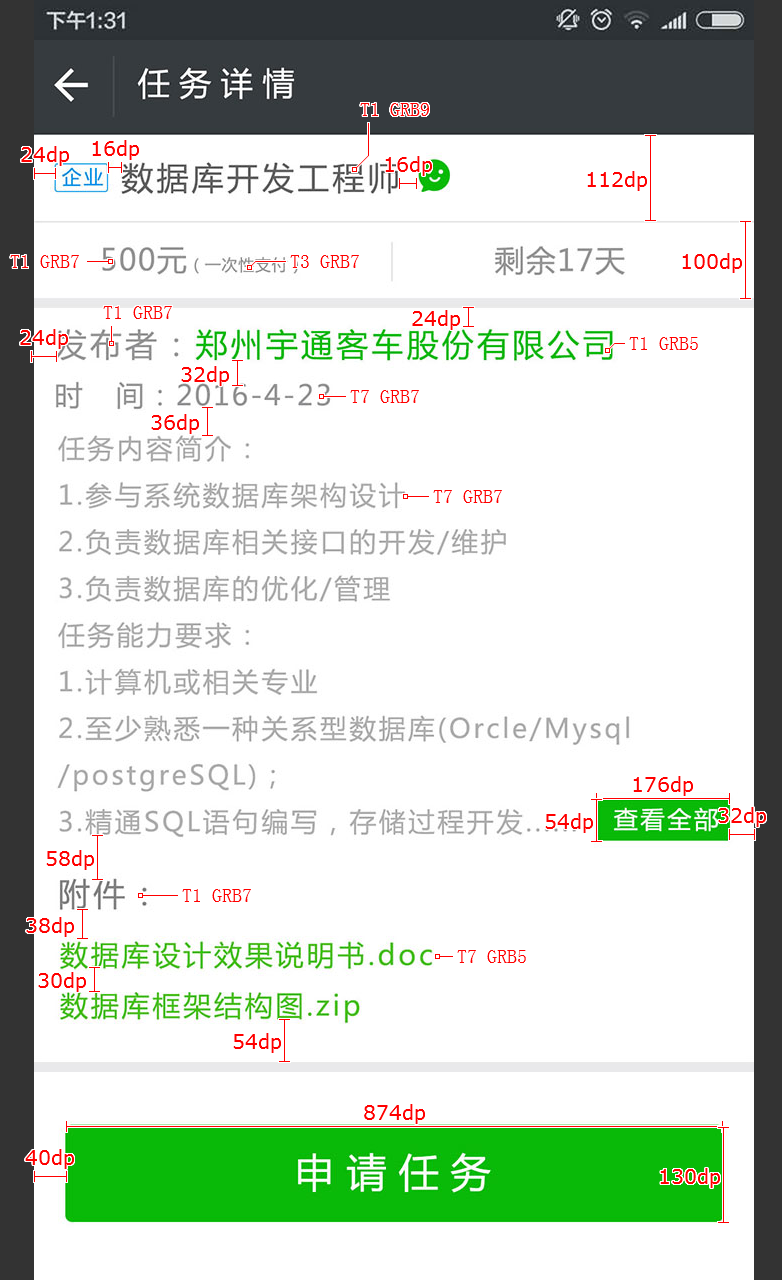 下午1:31
任务详情
T1 GRB9
24dp 16dp 16dp
企业 数据库开发工程师 112dp
T1 GRB7 500元(一次性支付) T3 GRB7 剩余17天 100dp
T1 GRB7 24dp
24dp 发布者：郑州宇通客车股份有限公司 T1 GRB5
32dp
时 间：2016-4-23 T7 GRB7
36dp
任务内容简介：
1.参与系统数据库架构设计 T7 GRB7
2.负责数据库相关接口的开发/维护
3.负责数据库的优化/管理
任务能力要求：
1.计算机或相关专业
2.至少熟悉一种关系型数据库(Orcle/Mysql
/postgreSQL)；
176dp
3.精通SQL语句编写，存储过程开发...... 54dp 查看全部 32dp
58dp
附件： T1 GRB7
38dp
数据库设计效果说明书.doc T7 GRB5
30dp
数据库框架结构图.zip
54dp
874dp
40dp 申请任务 130dp